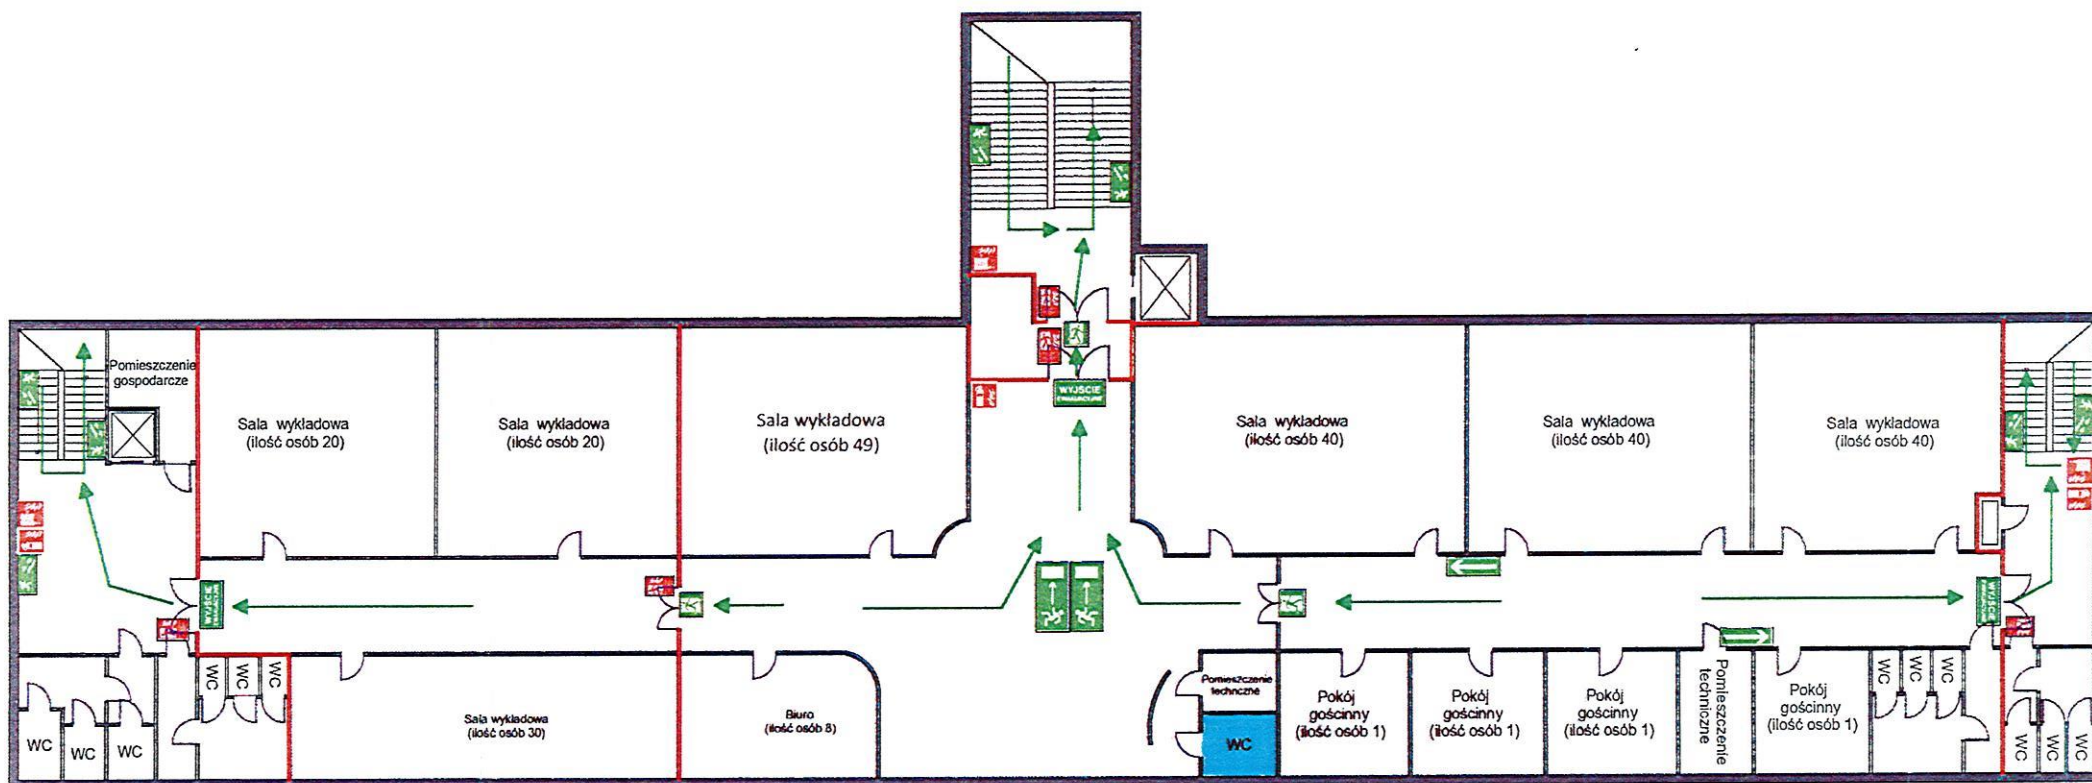 Pomieszczenie
gospodarcze
WYJŚCIE
EWAKUACYJNE
Sala wykładowa
(ilość osób 20)
Sala wykładowa
(ilość osób 20)
Sala wykładowa
(ilość osób 49)
Sala wykładowa
(ilość osób 40)
Sala wykładowa
(ilość osób 40)
Sala wykładowa
(ilość osób 40)
WYJŚCIE
WYJŚCIE
WC
WC
WC
WC
WC
WC
Sala wykładowa
(ilość osób 30)
Biuro
(ilość osób 8)
Pomieszczenie
techniczne
WC
Pokój
gościnny
(ilość osób 1)
Pokój
gościnny
(ilość osób 1)
Pokój
gościnny
(ilość osób 1)
Pomieszczenie
techniczne
Pokój
gościnny
(ilość osób 1)
WC
WC
WC
WC
WC
WC